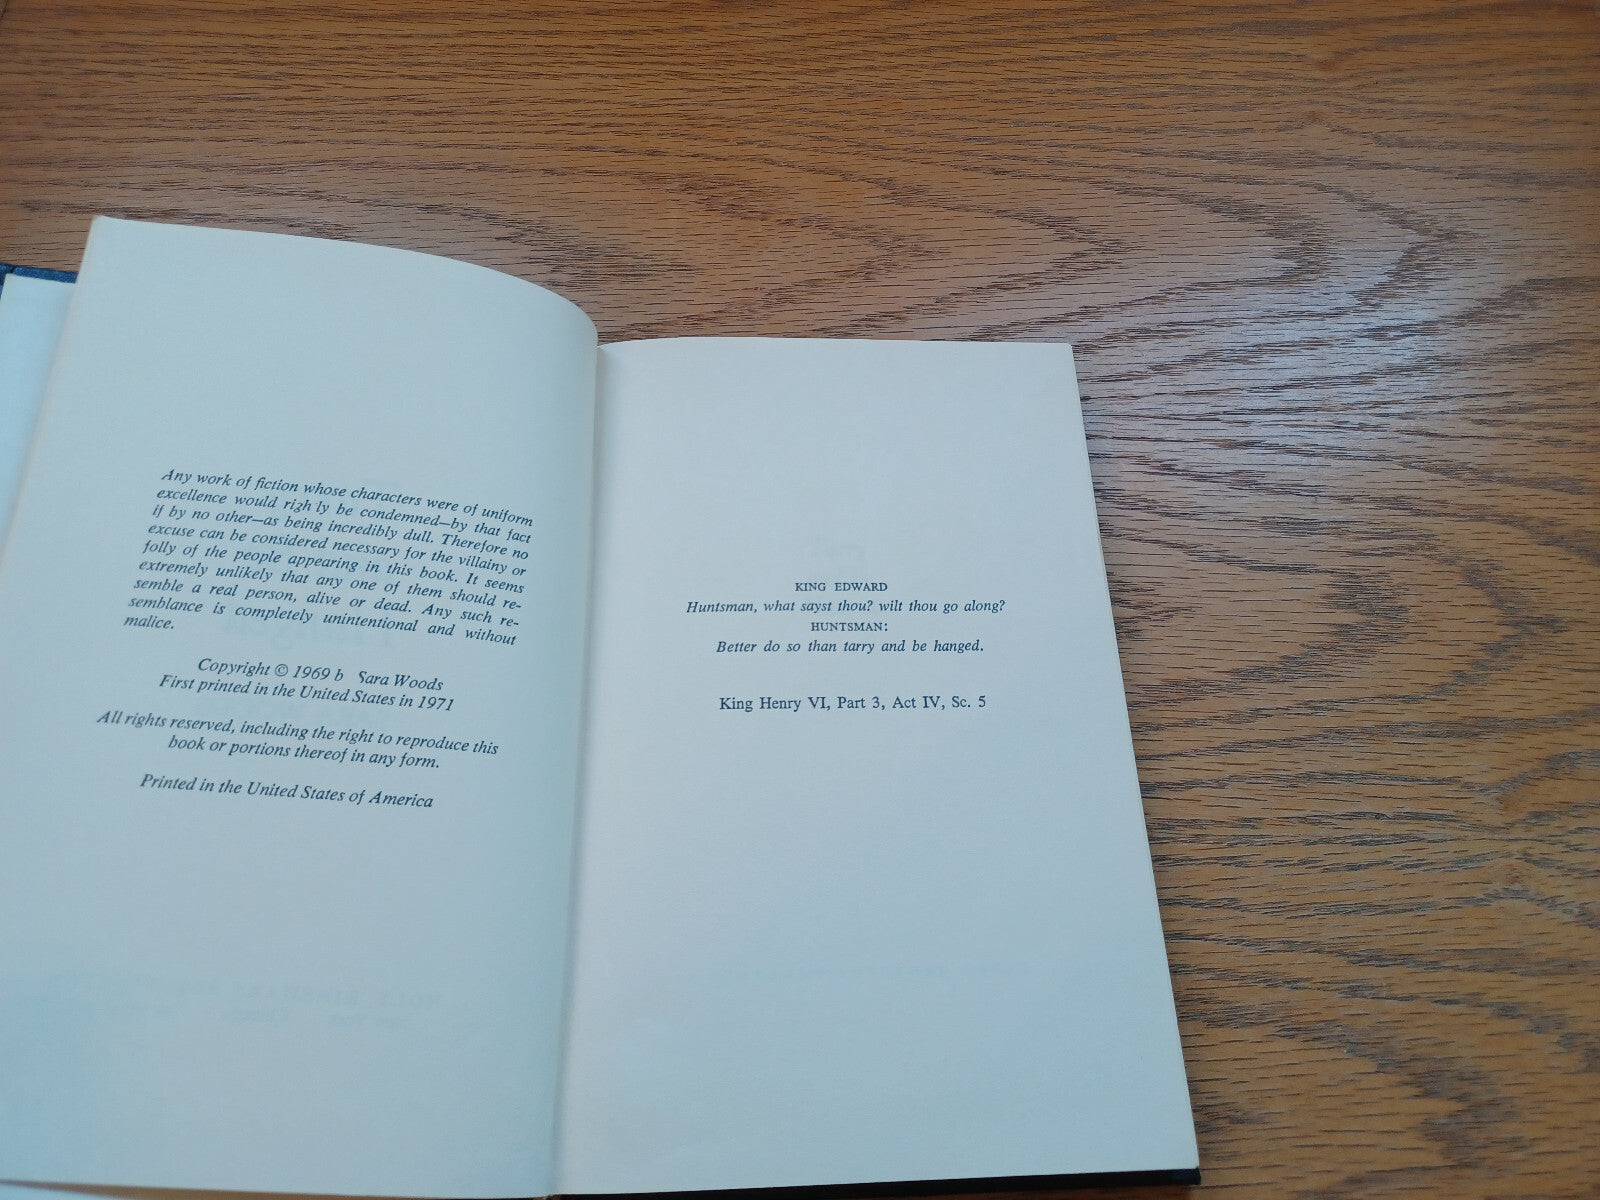 Any work of fiction whose characters were of uniform
excellence would righ ly be condemned—by that fact
if by no other—as being incredibly dull. Therefore no
excuse can be considered necessary for the villainy or
folly of the people appearing in this book. It seems
extremely unlikely that any one of them should re-
semble a real person, alive or dead. Any such re-
semblance is completely unintentional and without
malice.
Copyright © 1969 b Sara Woods
First printed in the United States in 1971
All rights reserved, including the right to reproduce this
book or portions thereof in any form.
Printed in the United States of America
KING EDWARD
Huntsman, what sayst thou? wilt thou go along?
HUNTSMAN:
Better do so than tarry and be hanged.
King Henry VI, Part 3, Act IV, Sc. 5